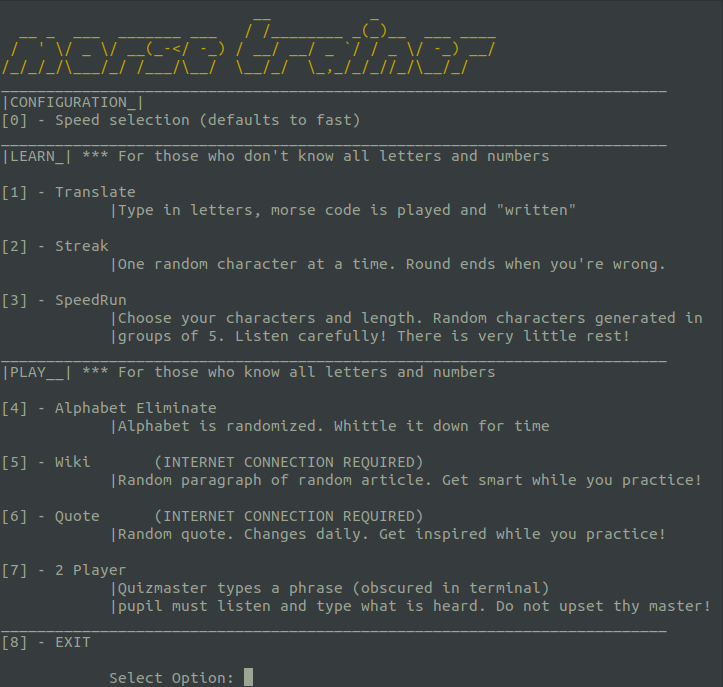 morse trainer
|CONFIGURATION_|
[0] - Speed selection (defaults to fast)
|LEARN_| *** For those who don't know all letters and numbers
[1] - Translate
|Type in letters, morse code is played and "written"
[2] - Streak
|One random character at a time. Round ends when you're wrong.
[3] - SpeedRun
|Choose your characters and length. Random characters generated in
|groups of 5. Listen carefully! There is very little rest!
|PLAY__| *** For those who know all letters and numbers
[4] - Alphabet Eliminate
|Alphabet is randomized. Whittle it down for time
[5] - Wiki (INTERNET CONNECTION REQUIRED)
|Random paragraph of random article. Get smart while you practice!
[6] - Quote (INTERNET CONNECTION REQUIRED)
|Random quote. Changes daily. Get inspired while you practice!
[7] - 2 Player
|Quizmaster types a phrase (obscured in terminal)
|pupil must listen and type what is heard. Do not upset thy master!
[8] - EXIT
Select Option: